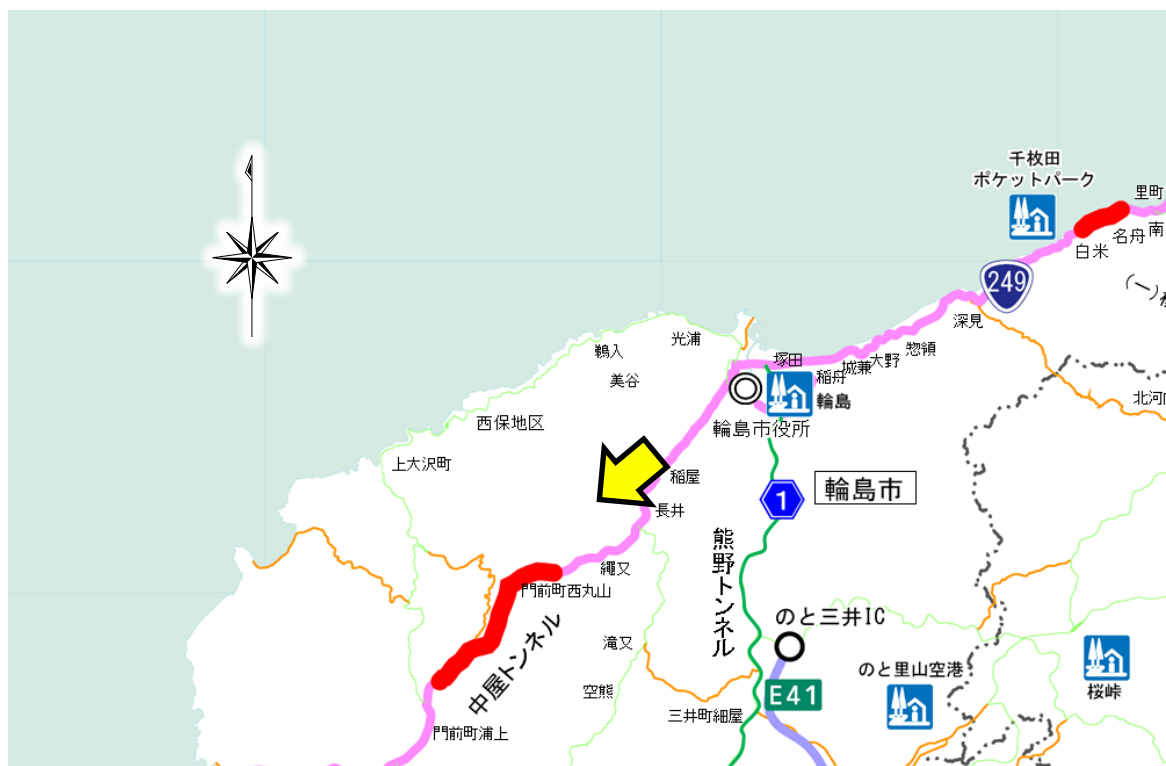 千枚田
ポケットパーク
里町
名舟
南
白米
249
(一)
深見
惣領
大野
城兼
塚田
稲舟
輪島
輪島市役所
光浦
鵜入
美谷
西保地区
上大沢町
北河
稲屋
長井
1
輪島市
縄又
門前町西丸山
中屋トンネル
熊野トンネル
のと三井IC
滝又
空熊
三井町細屋
E41
のと里山空港
桜峠
門前町浦上